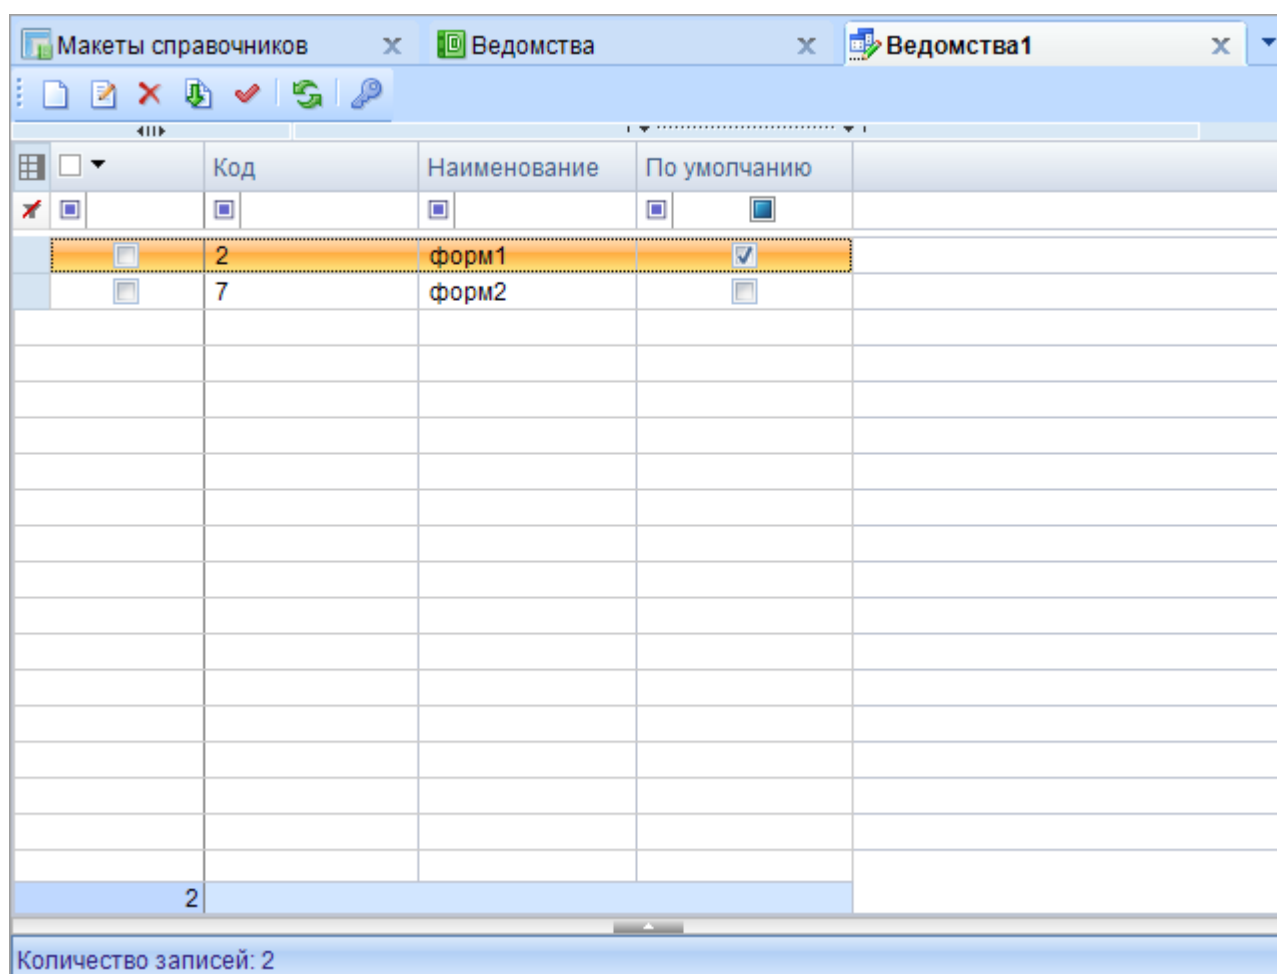 Макеты справочников Ведомства Ведомства1
Код Наименование По умолчанию
2 форм1
7 форм2
2
Количество записей: 2